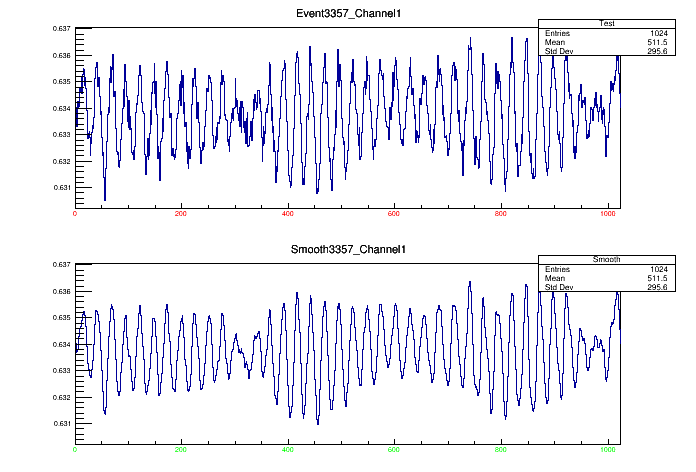 Event3357_Channel1
Test
Entries 1024
Mean 511.5
Std Dev 295.6
0.637
0.636
0.635
0.634
0.633
0.632
0.631
0 200 400 600 800 1000
Smooth3357_Channel1
Smooth
Entries 1024
Mean 511.5
Std Dev 295.6
0.637
0.636
0.635
0.634
0.633
0.632
0.631
0 200 400 600 800 1000